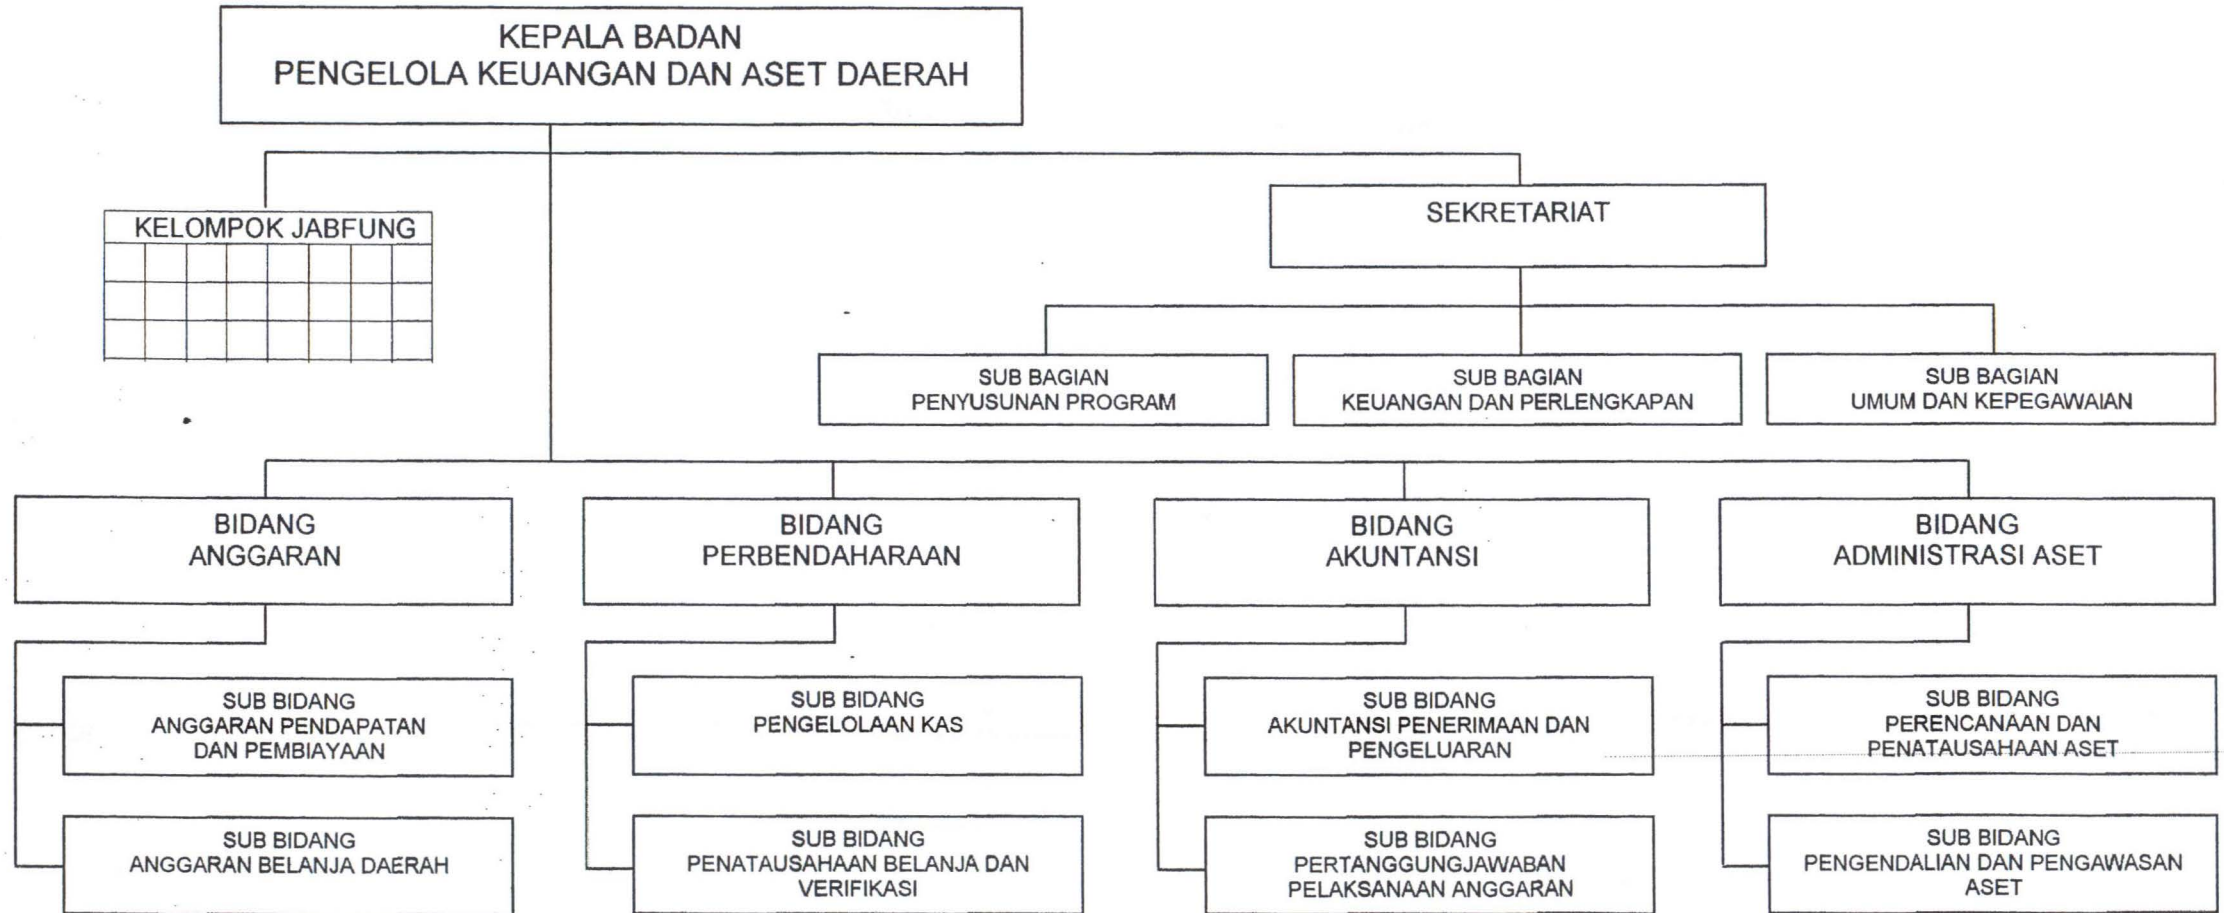 KEPALA BADAN
PENGELOLA KEUANGAN DAN ASET DAERAH
KELOMPOK JABFUNG
SEKRETARIAT
SUB BAGIAN
PENYUSUNAN PROGRAM
SUB BAGIAN
KEUANGAN DAN PERLENGKAPAN
SUB BAGIAN
UMUM DAN KEPEGAWAIAN
BIDANG
ANGGARAN
BIDANG
PERBENDAHARAAN
BIDANG
AKUNTANSI
BIDANG
ADMINISTRASI ASET
SUB BIDANG
ANGGARAN PENDAPATAN
DAN PEMBIAYAAN
SUB BIDANG
PENGELOLAAN KAS
SUB BIDANG
AKUNTANSI PENERIMAAN DAN
PENGELUARAN
SUB BIDANG
PERENCANAAN DAN
PENATAUSAHAAN ASET
SUB BIDANG
ANGGARAN BELANJA DAERAH
SUB BIDANG
PENATAUSAHAAN BELANJA DAN
VERIFIKASI
SUB BIDANG
PERTANGGUNGJAWABAN
PELAKSANAAN ANGGARAN
SUB BIDANG
PENGENDALIAN DAN PENGAWASAN
ASET